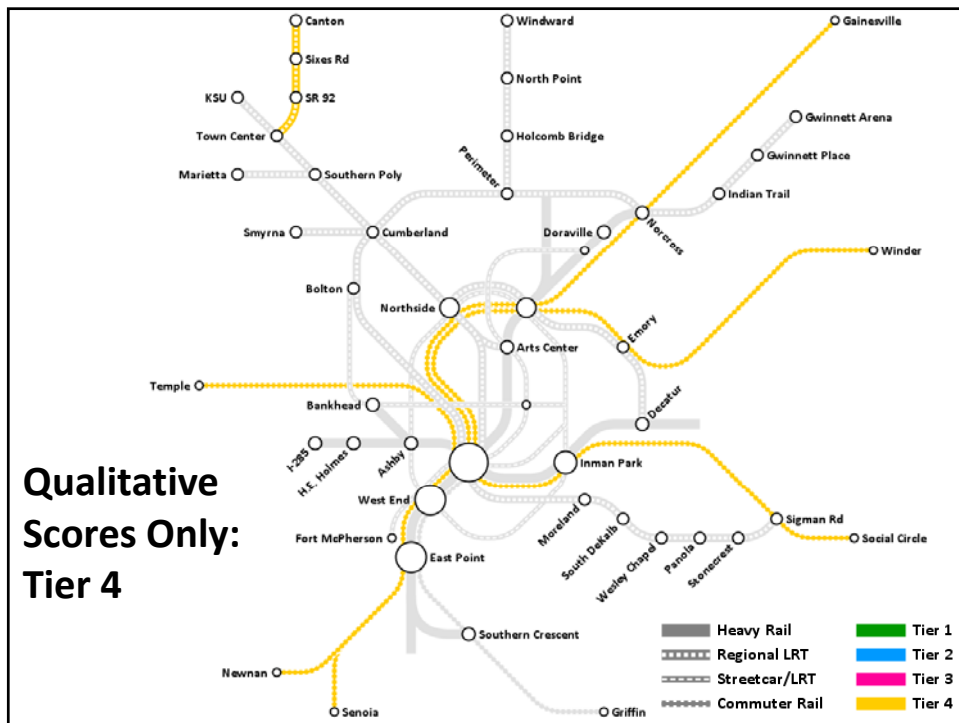 Canton
Windward
Gainesville
Sixes Rd
North Point
KSU
SR 92
Gwinnett Arena
Town Center
Holcomb Bridge
Gwinnett Place
Marietta
Southern Poly
Perimeter
Indian Trail
Norcross
Smyrna
Cumberland
Doraville
Winder
Bolton
Northside
Emory
Arts Center
Temple
Bankhead
Decatur
I-285
H.E. Holmes
Ashby
Inman Park
Qualitative
Scores Only:
Tier 4
West End
Moreland
South DeKalb
Wesley Chapel
Panola
Stonecrest
Sigman Rd
Social Circle
Fort McPherson
East Point
Southern Crescent
Newnan
Senoia
Griffin
Heavy Rail
Regional LRT
Streetcar/LRT
Commuter Rail
Tier 1
Tier 2
Tier 3
Tier 4